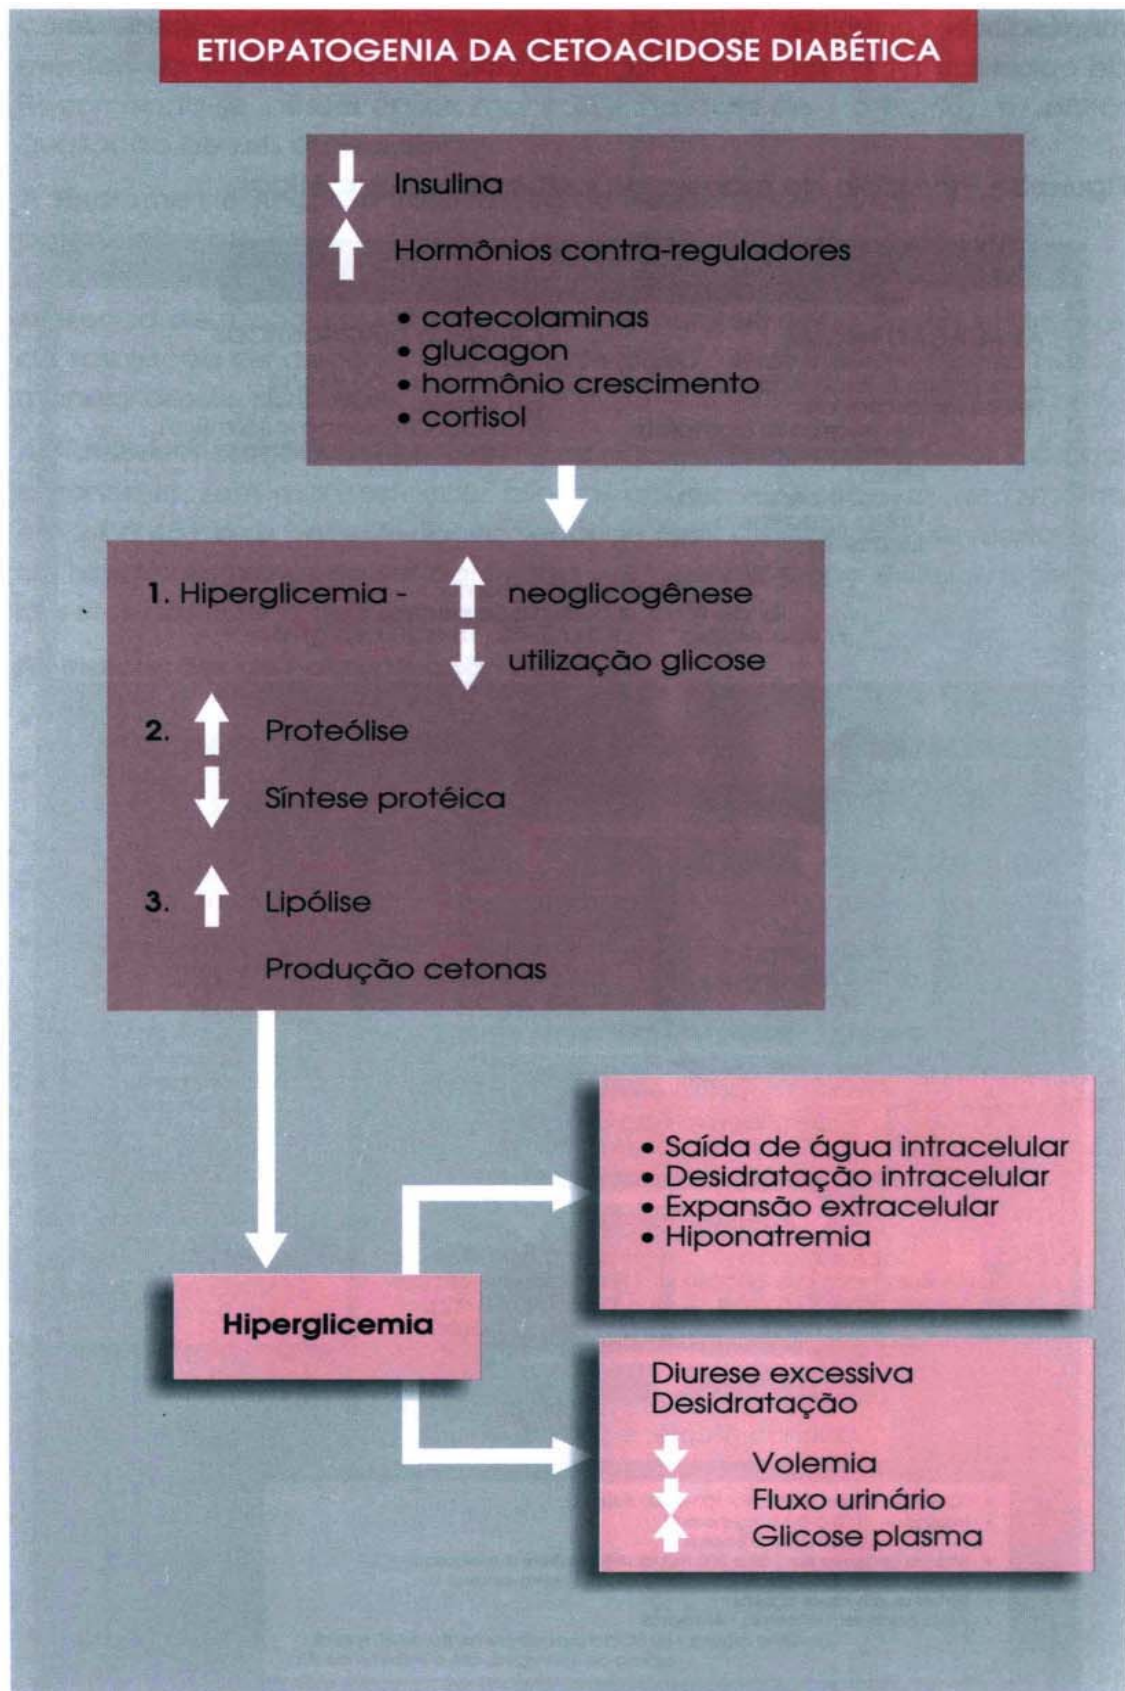 ETIOPATOGENIA DA CETOACIDOSE DIABÉTICA
Insulina
Hormônios contra-reguladores
• catecolaminas
• glucagon
• hormônio crescimento
• cortisol
1. Hiperglicemia - neoglicogênese
utilização glicose
2. Proteólise
Síntese protéica
3. Lipólise
Produção cetonas
• Saída de água intracelular
• Desidratação intracelular
• Expansão extracelular
• Hiponatremia
Hiperglicemia
Diurese excessiva
Desidratação
Volemia
Fluxo urinário
Glicose plasma